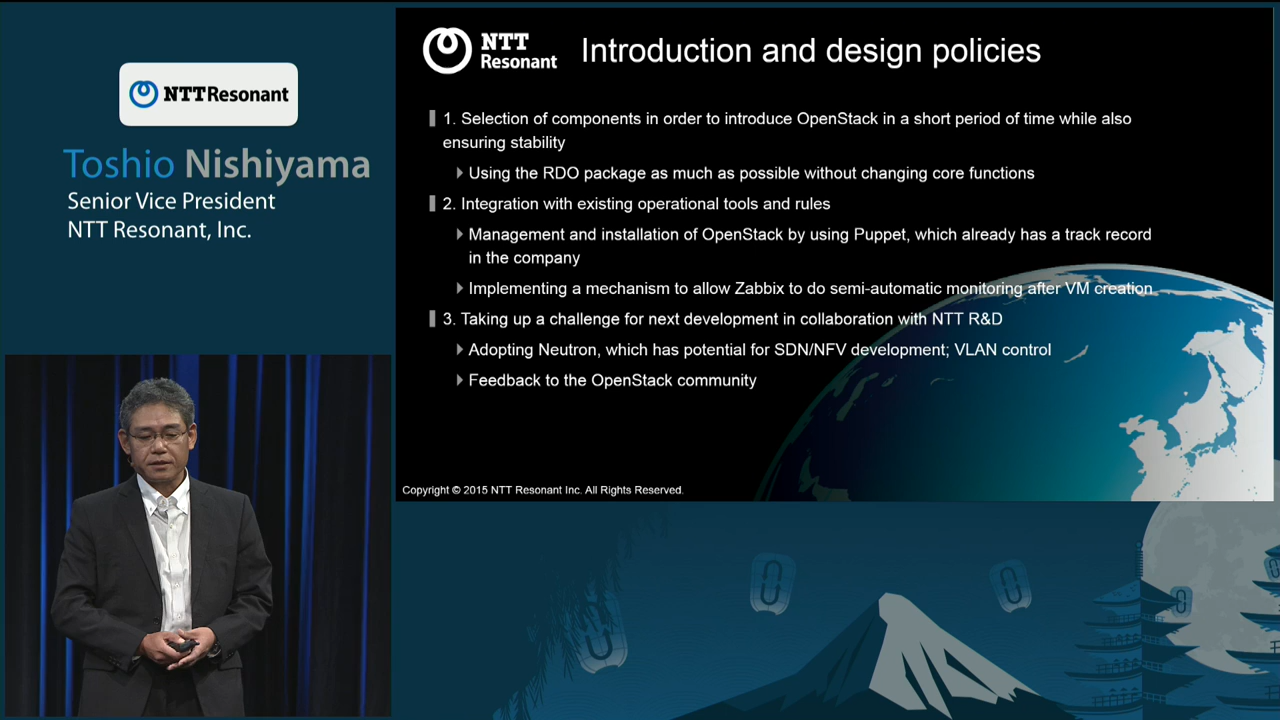 NTT Resonant
Toshio Nishiyama
Senior Vice President
NTT Resonant, Inc.
NTT
Resonant
Introduction and design policies
1. Selection of components in order to introduce OpenStack in a short period of time while also
ensuring stability
Using the RDO package as much as possible without changing core functions
2. Integration with existing operational tools and rules
Management and installation of OpenStack by using Puppet, which already has a track record
in the company
Implementing a mechanism to allow Zabbix to do semi-automatic monitoring after VM creation
3. Taking up a challenge for next development in collaboration with NTT R&D
Adopting Neutron, which has potential for SDN/NFV development; VLAN control
Feedback to the OpenStack community
Copyright © 2015 NTT Resonant Inc. All Rights Reserved.